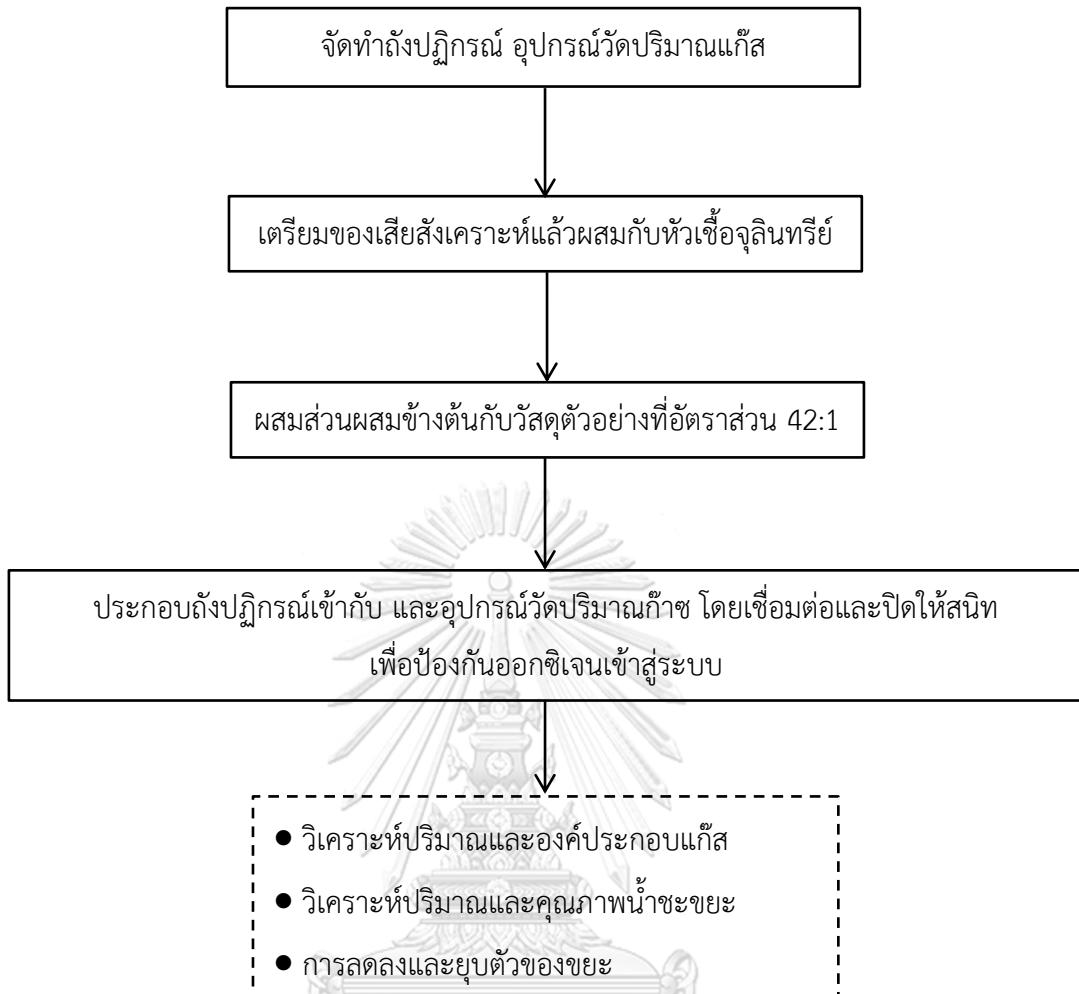 จัดทำถังปฏิกรณ์ อุปกรณ์วัดปริมาณแก๊ส
เตรียมของเสียสังเคราะห์แล้วผสมกับหัวเชื้อจุลินทรีย์
ผสมส่วนผสมข้างต้นกับวัสดุตัวอย่างที่อัตราส่วน 42:1
ประกอบถังปฏิกรณ์เข้ากับ และอุปกรณ์วัดปริมาณก๊าซ โดยเชื่อมต่อและปิดให้สนิท
เพื่อป้องกันออกซิเจนเข้าสู่ระบบ
● วิเคราะห์ปริมาณและองค์ประกอบแก๊ส
● วิเคราะห์ปริมาณและคุณภาพน้ำชะขยะ
● การลดลงและยุบตัวของขยะ